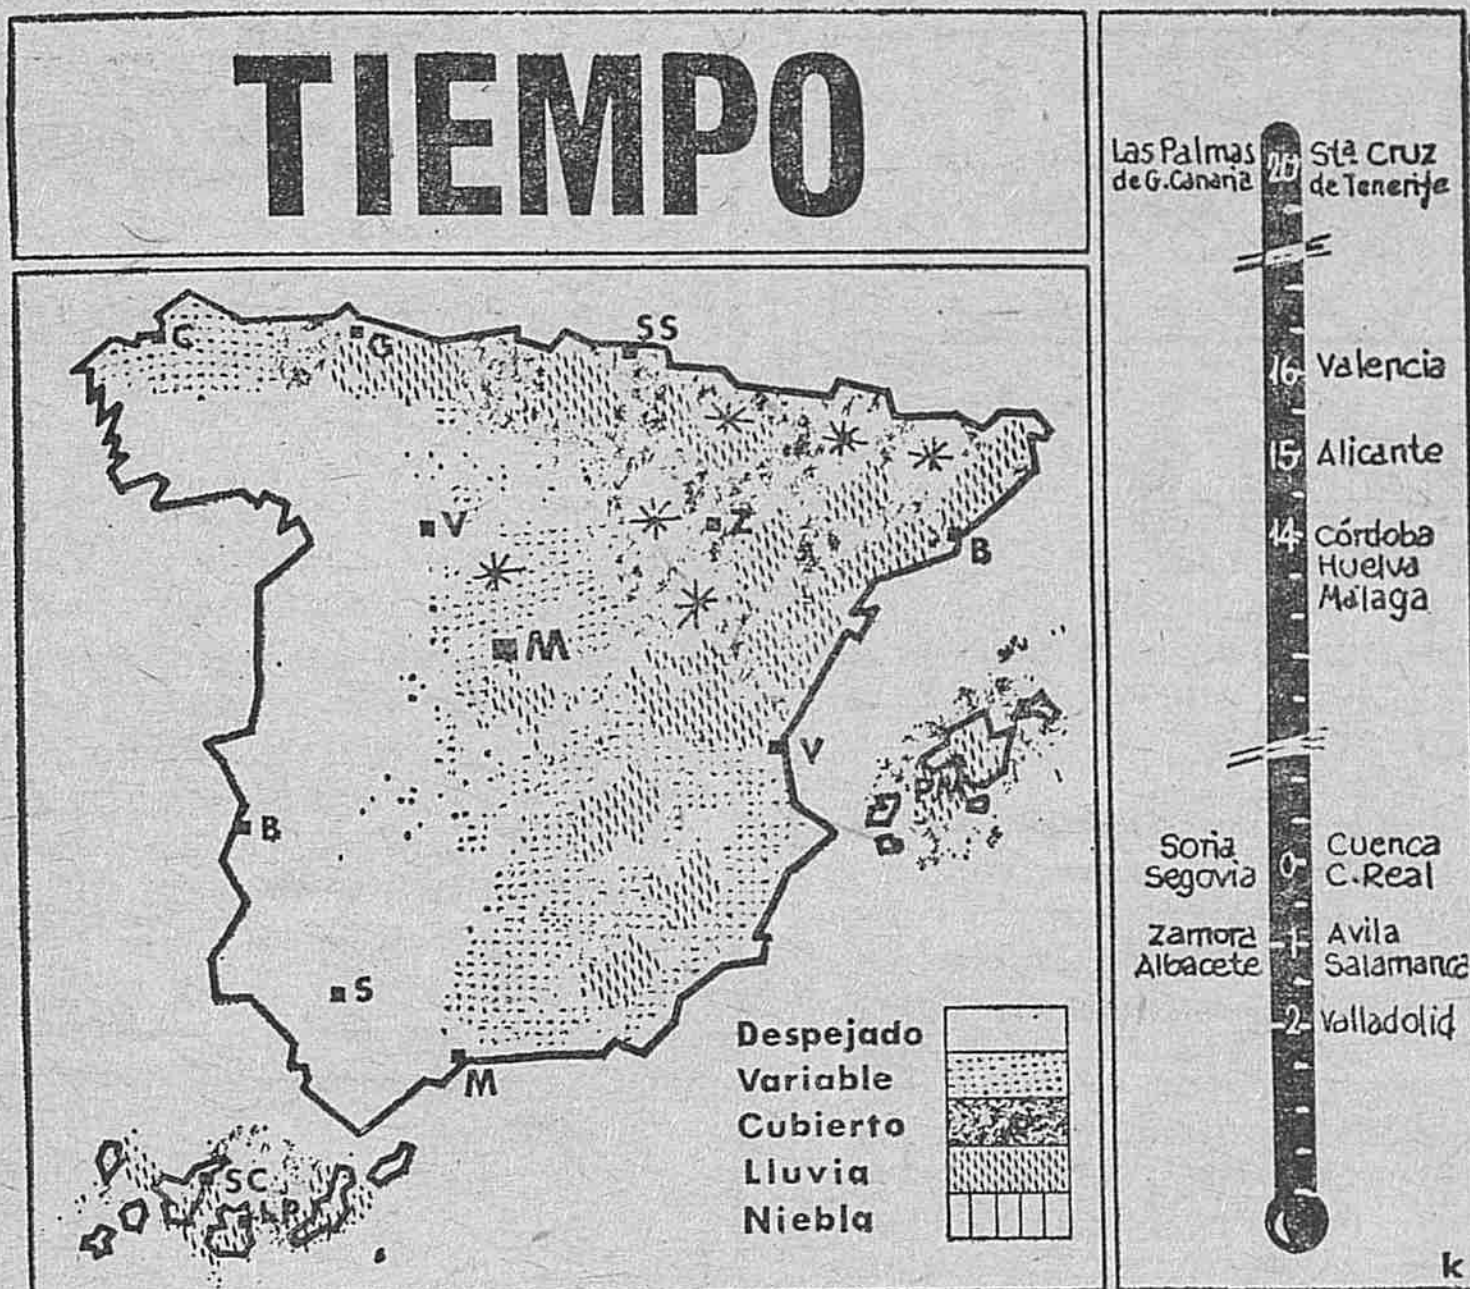 TIEMPO
C
G
SS
V
Z
B
M
V
PM
B
S
M
SC
LP
Despejado
Variable
Cubierto
Lluvia
Niebla
Las Palmas
de G.Canaria
20
Sta Cruz
de Tenerife
16
Valencia
15
Alicante
14
Córdoba
Huelva
Málaga
Soria
Segovia
0
Cuenca
C.Real
Zamora
Albacete
-1
Avila
Salamanca
-2
Valladolid
k